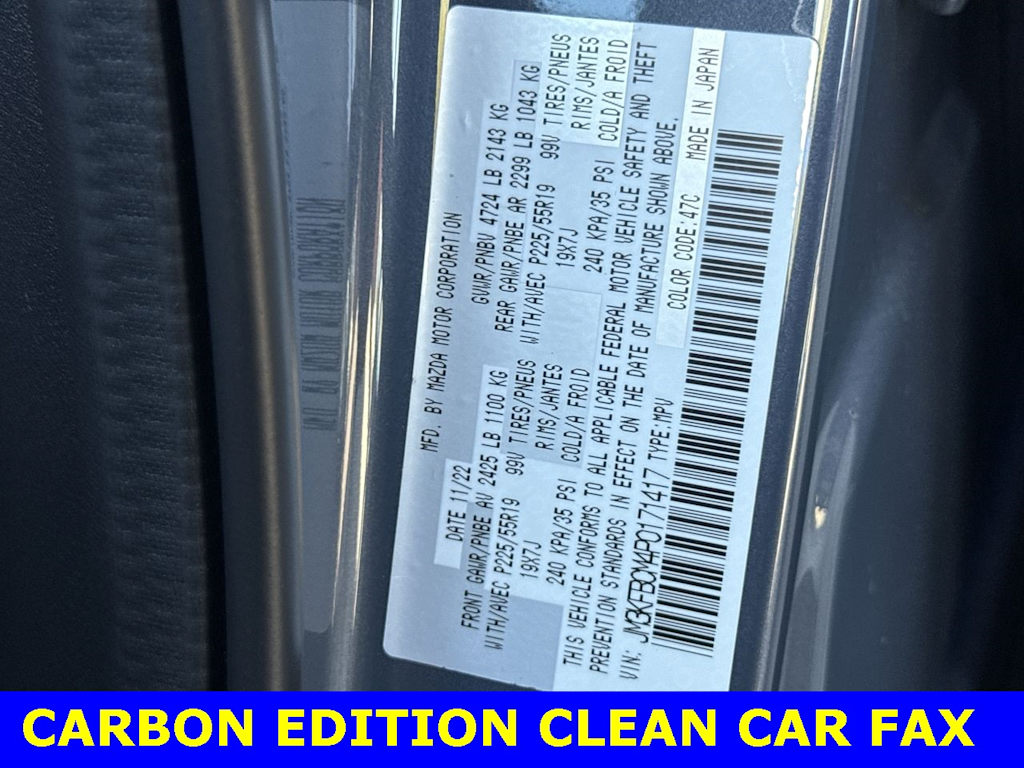 MFD. BY MAZDA MOTOR CORPORATION
DATE 11/22 GVWR/PNBV 4724 LB 2143 KG
FRONT GAWR/PNBE AV 2425 LB 1100 KG REAR GAWR/PNBE AR 2299 LB 1043 KG
WITH/AVEC P225/55R19 99V TIRES/PNEUS WITH/AVEC P225/55R19 99V TIRES/PNEUS
19X7J RIMS/JANTES 19X7J RIMS/JANTES
240 KPA/35 PSI COLD/A FROID 240 KPA/35 PSI COLD/A FROID
THIS VEHICLE CONFORMS TO ALL APPLICABLE FEDERAL MOTOR VEHICLE SAFETY AND THEFT
PREVENTION STANDARDS IN EFFECT ON THE DATE OF MANUFACTURE SHOWN ABOVE.
VIN: JM3KFBCM4P0171417 TYPE:MPV COLOR CODE:47C MADE IN JAPAN
CARBON EDITION CLEAN CAR FAX